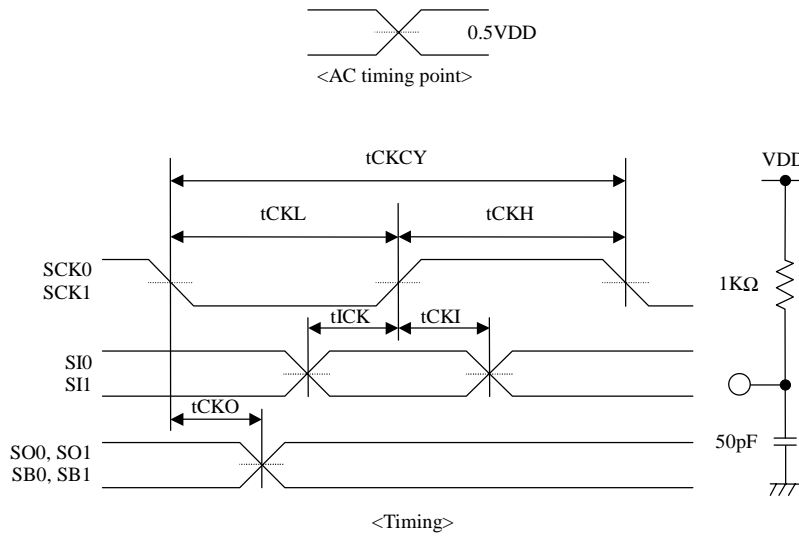 0.5VDD
<AC timing point>
tCKCY
VDD
tCKL
tCKH
SCK0
SCK1
1KΩ
tICK
tCKI
SI0
SI1
tCKO
SO0, SO1
SB0, SB1
50pF
<Timing>